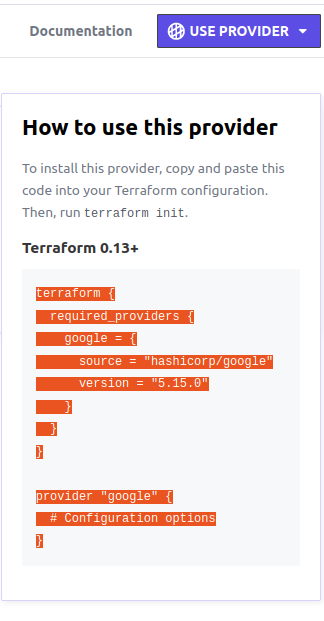 Documentation
USE PROVIDER
How to use this provider
To install this provider, copy and paste this
code into your Terraform configuration.
Then, run terraform init.
Terraform 0.13+
terraform {
  required_providers {
    google = {
      source = "hashicorp/google"
      version = "5.15.0"
    }
  }
}
provider "google" {
  # Configuration options
}